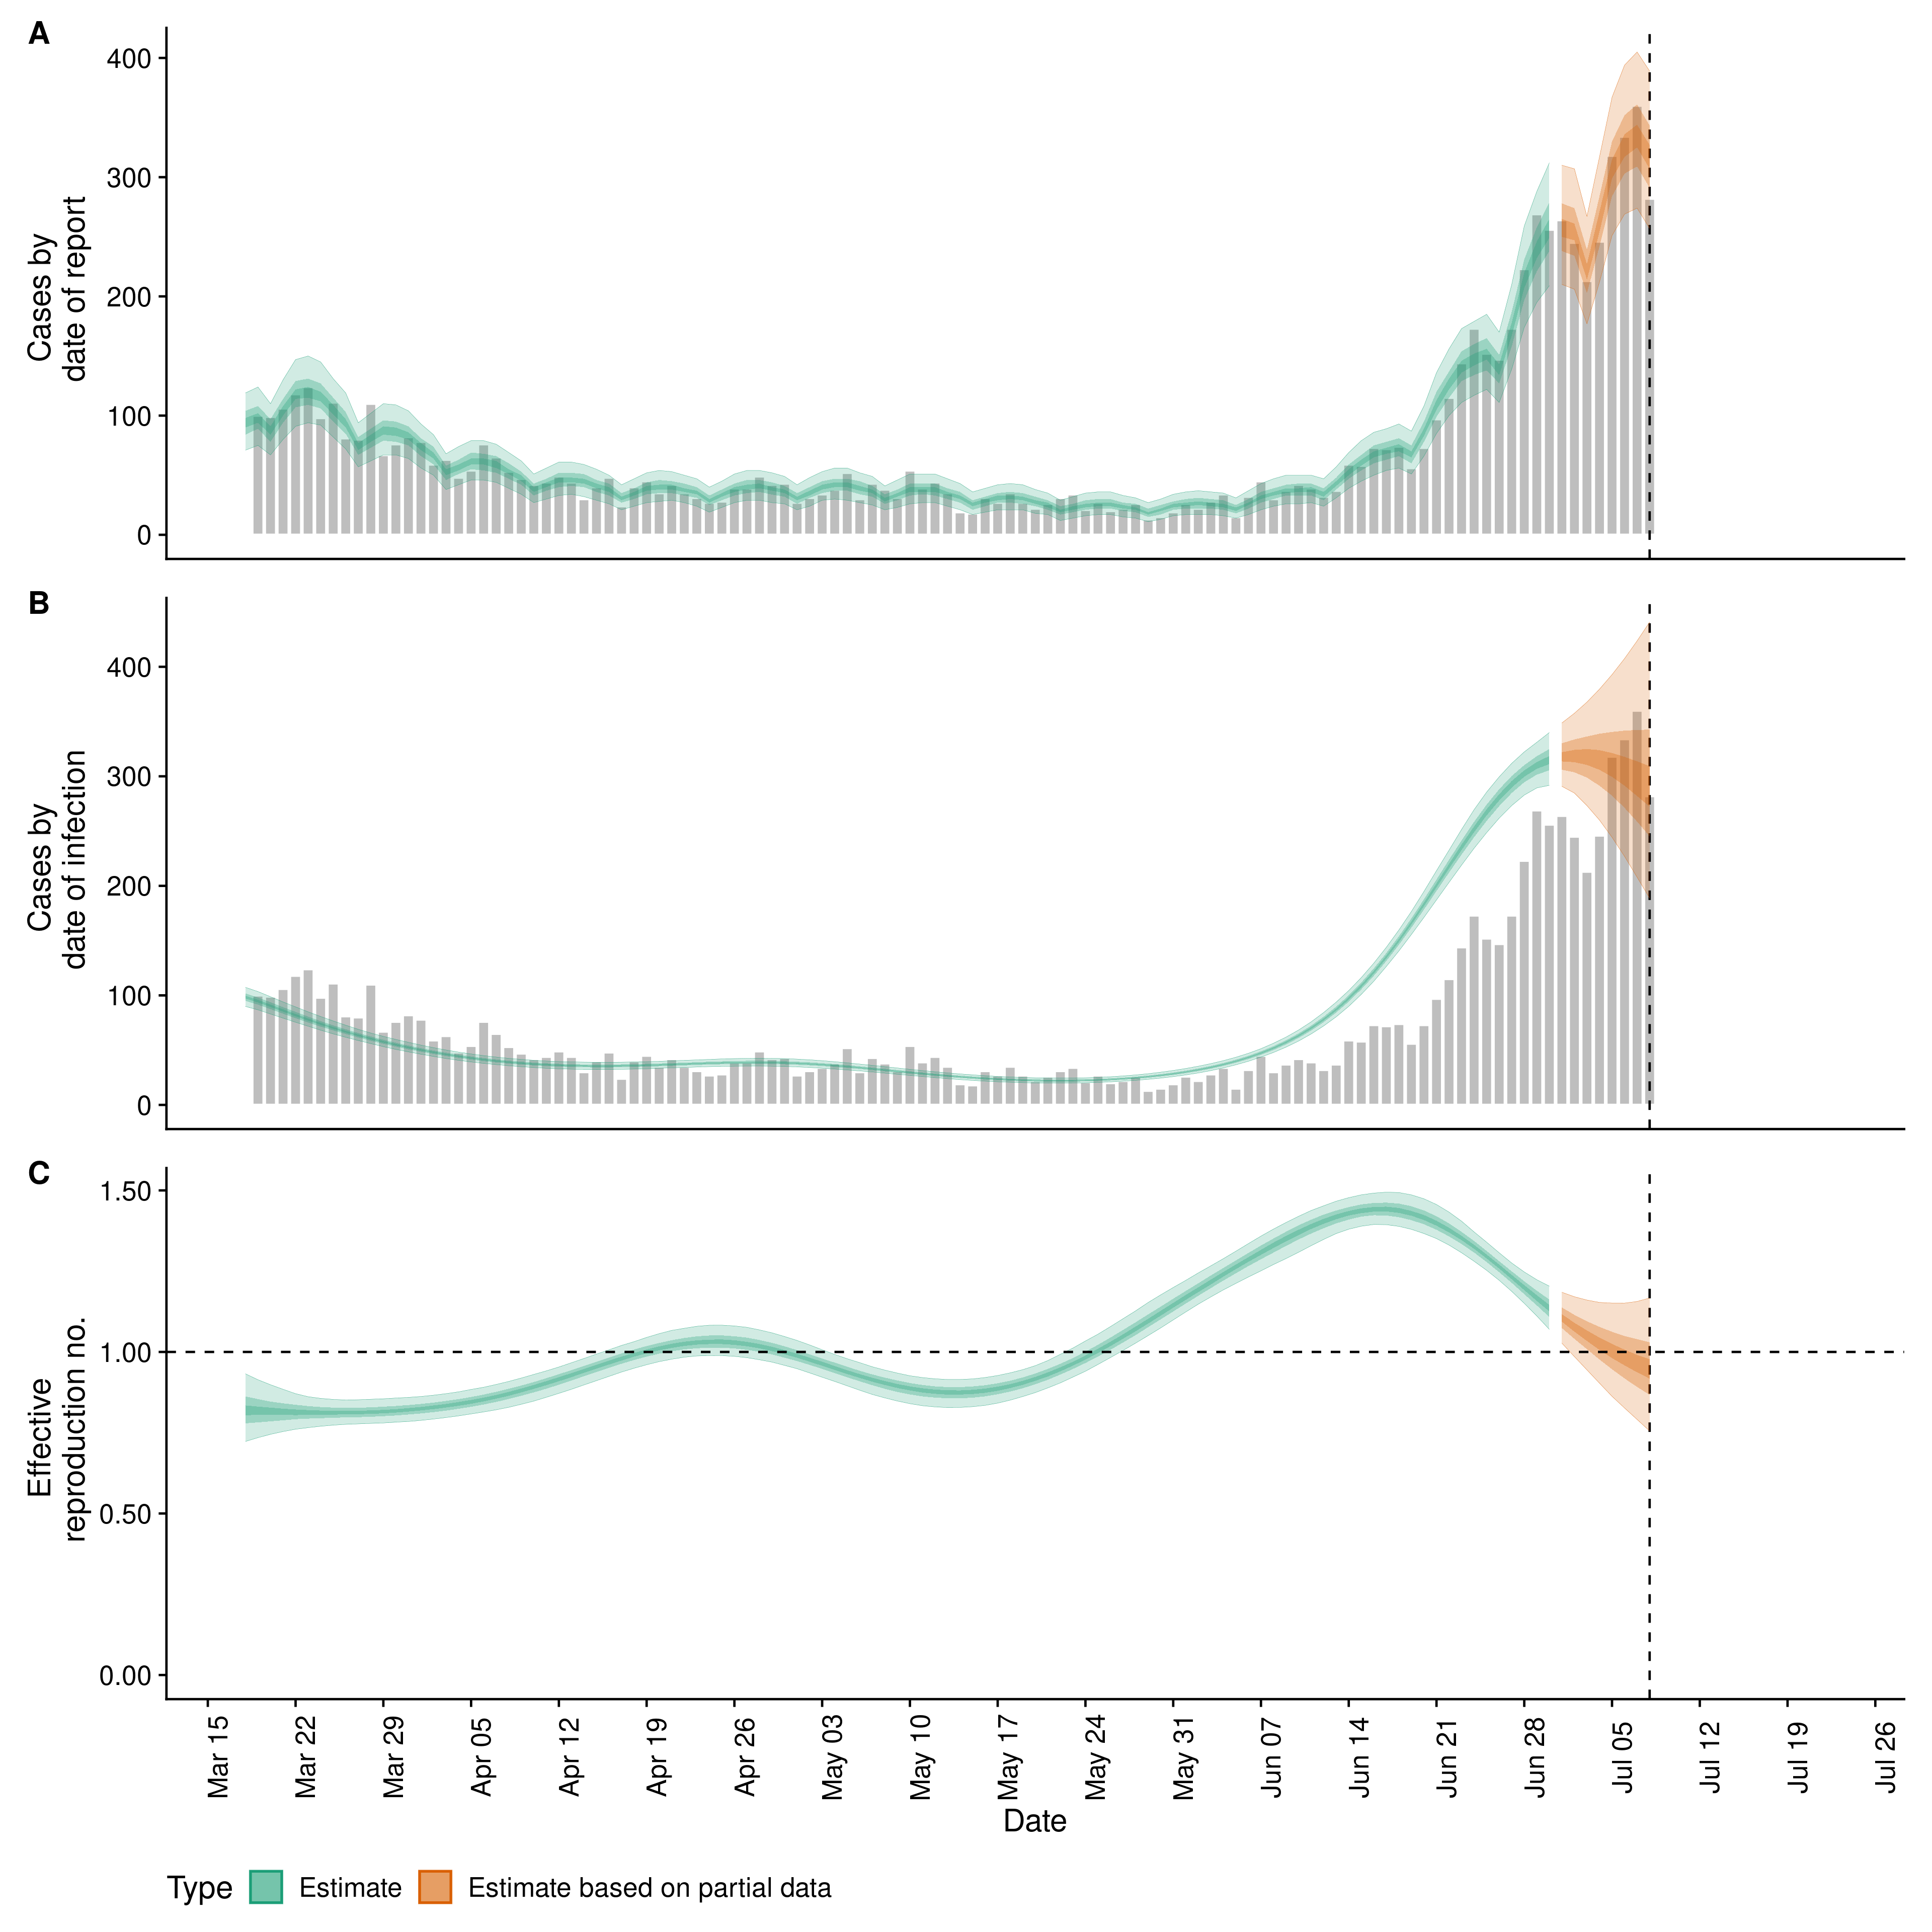 A
400
300
200
100
0
Cases by
date of report
B
400
300
200
100
0
Cases by
date of infection
C
1.50
1.00
0.50
0.00
Effective
reproduction no.
Mar 15
Mar 22
Mar 29
Apr 05
Apr 12
Apr 19
Apr 26
May 03
May 10
May 17
May 24
May 31
Jun 07
Jun 14
Jun 21
Jun 28
Jul 05
Jul 12
Jul 19
Jul 26
Date
Type Estimate Estimate based on partial data